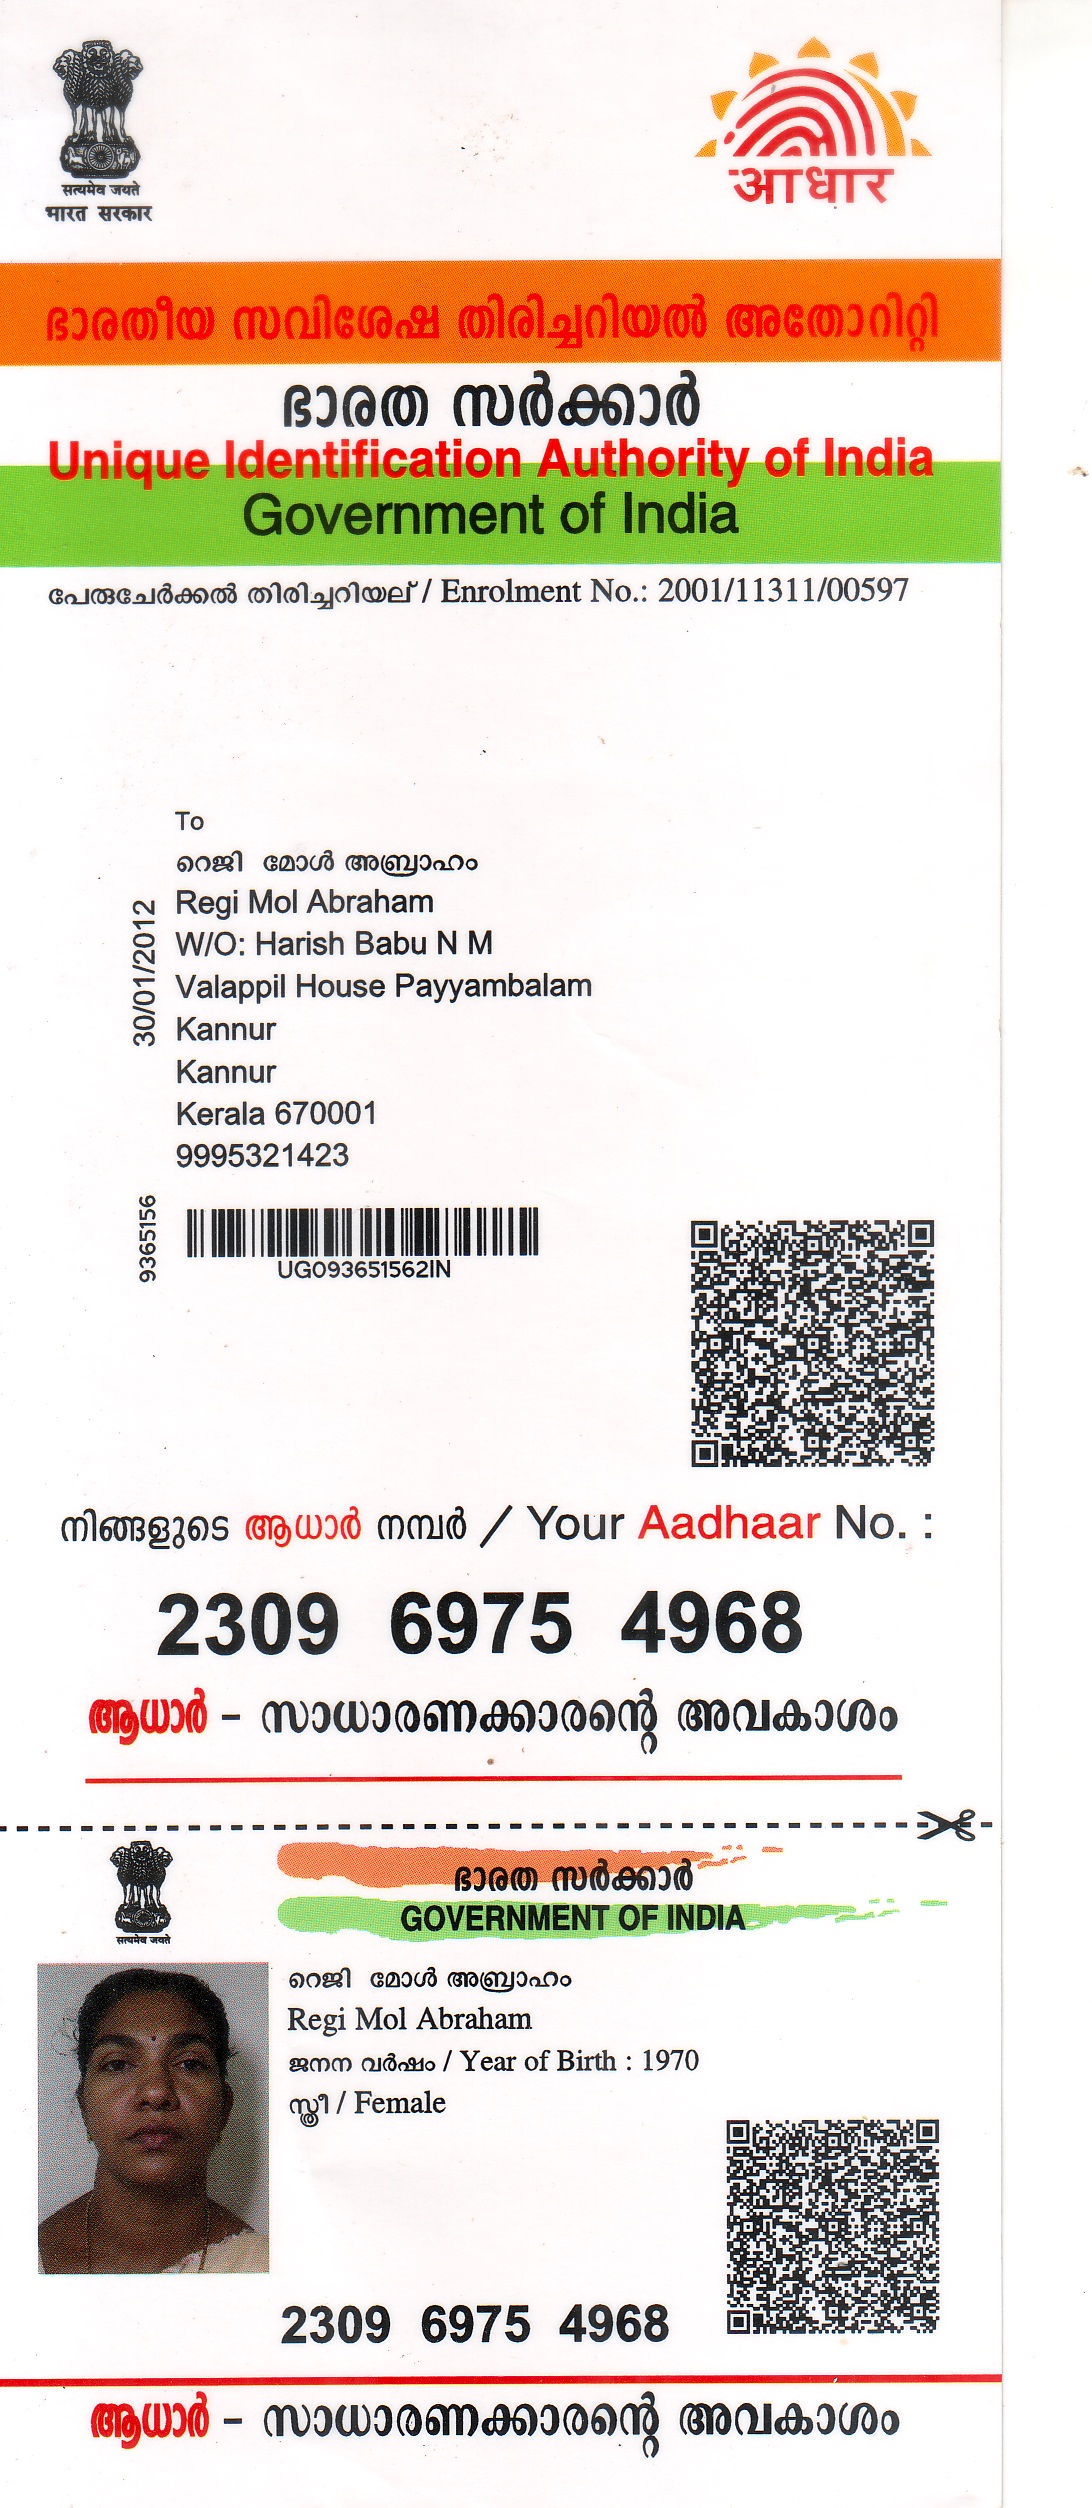 सत्यमेव जयते
भारत सरकार
आधार
ഭാരതീയ സവിശേഷ തിരിച്ചറിയൽ അതോറിറ്റി
ഭാരത സർക്കാർ
Unique Identification Authority of India
Government of India
പേരുചേർക്കൽ തിരിച്ചറിയല് / Enrolment No.: 2001/11311/00597
To
റെജി മോൾ അബ്രാഹം
Regi Mol Abraham
W/O: Harish Babu N M
Valappil House Payyambalam
Kannur
Kannur
Kerala 670001
9995321423
30/01/2012
9365156
UG093651562IN
നിങ്ങളുടെ ആധാർ നമ്പർ / Your Aadhaar No. :
2309 6975 4968
ആധാർ - സാധാരണക്കാരന്റെ അവകാശം
सत्यमेव जयते
ഭാരത സർക്കാർ
GOVERNMENT OF INDIA
റെജി മോൾ അബ്രാഹം
Regi Mol Abraham
ജനന വർഷം / Year of Birth : 1970
സ്ത്രീ / Female
2309 6975 4968
ആധാർ - സാധാരണക്കാരന്റെ അവകാശം